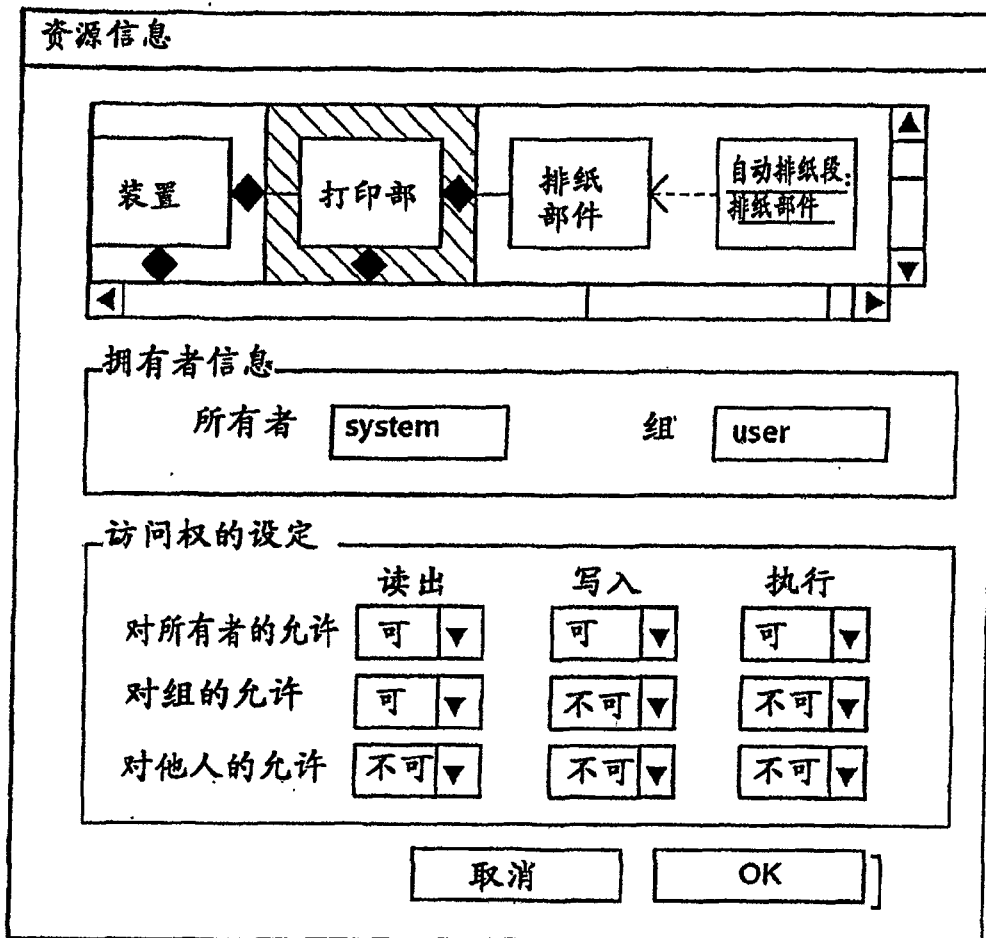 资源信息
装置
打印部
排纸
部件
自动排纸段:
排纸部件
拥有者信息
所有者 system 组 user
访问权的设定
读出 写入 执行
对所有者的允许 可 可 可
对组的允许 可 不可 不可
对他人的允许 不可 不可 不可
取消 OK